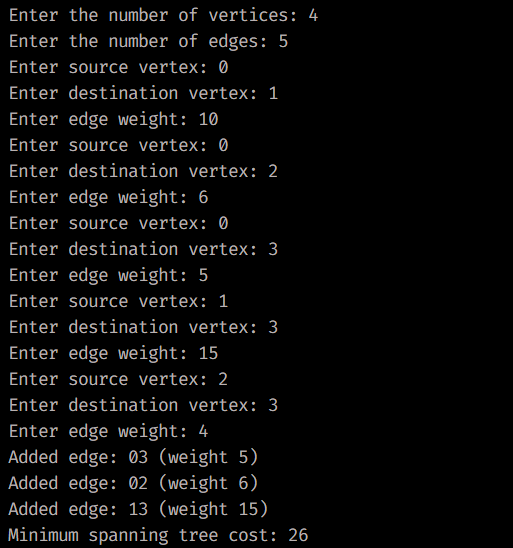 Enter the number of vertices: 4
Enter the number of edges: 5
Enter source vertex: 0
Enter destination vertex: 1
Enter edge weight: 10
Enter source vertex: 0
Enter destination vertex: 2
Enter edge weight: 6
Enter source vertex: 0
Enter destination vertex: 3
Enter edge weight: 5
Enter source vertex: 1
Enter destination vertex: 3
Enter edge weight: 15
Enter source vertex: 2
Enter destination vertex: 3
Enter edge weight: 4
Added edge: 03 (weight 5)
Added edge: 02 (weight 6)
Added edge: 13 (weight 15)
Minimum spanning tree cost: 26